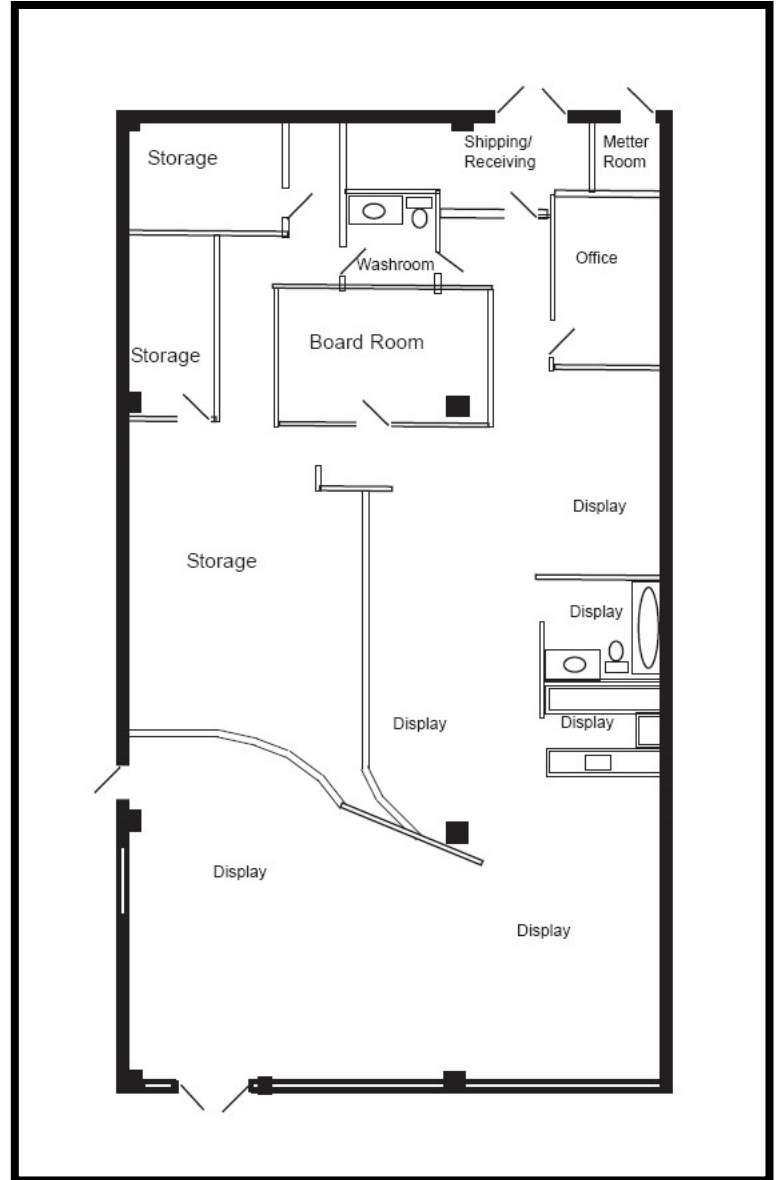 Storage
Shipping/
Receiving
Metter
Room
Washroom
Office
Storage
Board Room
Display
Storage
Display
Display
Display
Display
Display